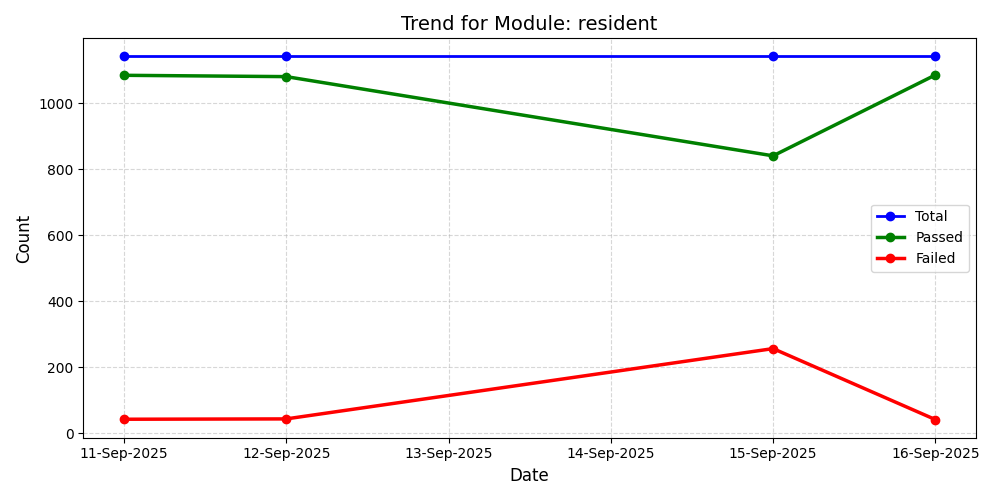 Trend for Module: resident
Count
1000
800
600
400
200
0
Total
Passed
Failed
11-Sep-2025 12-Sep-2025 13-Sep-2025 14-Sep-2025 15-Sep-2025 16-Sep-2025
Date